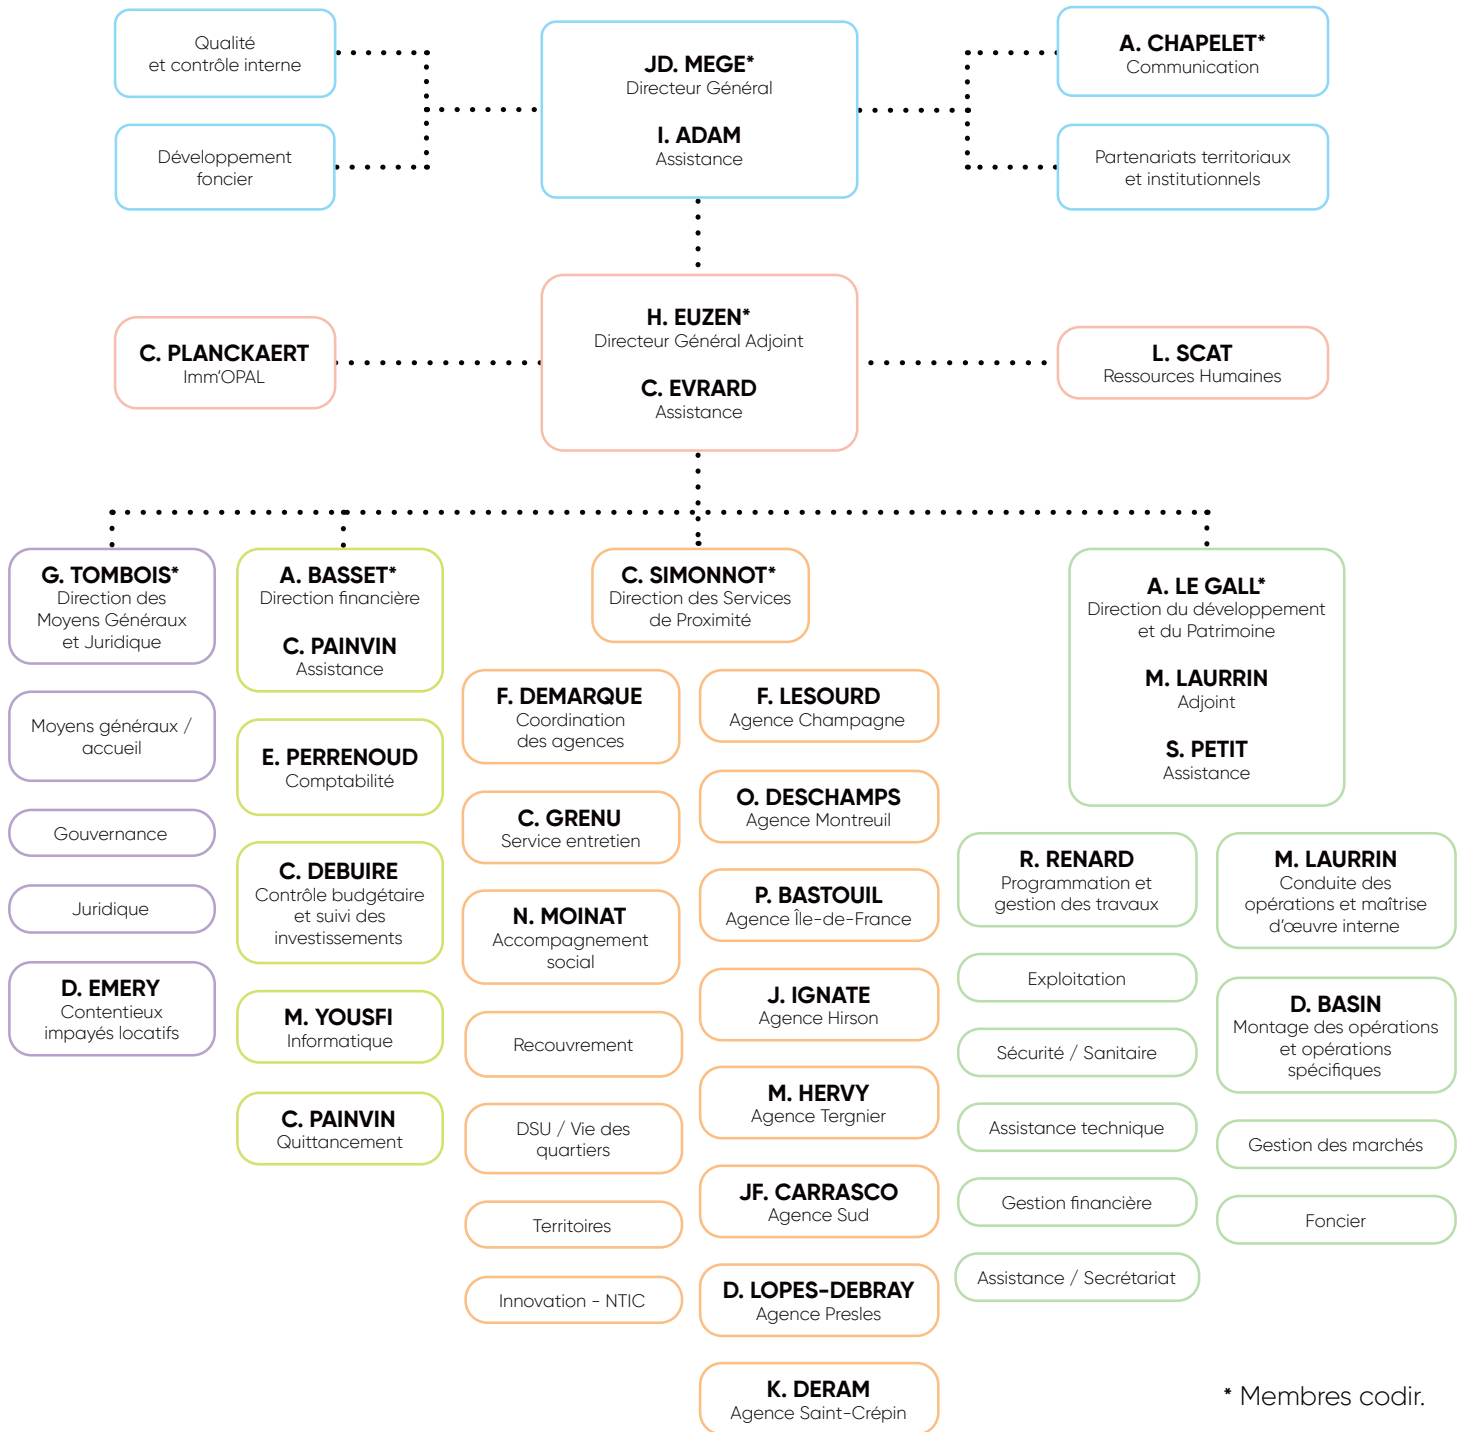 Qualité
et contrôle interne
Développement
foncier
JD. MEGE*
Directeur Général
I. ADAM
Assistance
A. CHAPELET*
Communication
Partenariats territoriaux
et institutionnels
C. PLANCKAERT
Imm'OPAL
H. EUZEN*
Directeur Général Adjoint
C. EVRARD
Assistance
L. SCAT
Ressources Humaines
G. TOMBOIS*
Direction des
Moyens Généraux
et Juridique
Moyens généraux /
accueil
Gouvernance
Juridique
D. EMERY
Contentieux
impayés locatifs
A. BASSET*
Direction financière
C. PAINVIN
Assistance
E. PERRENOUD
Comptabilité
C. DEBUIRE
Contrôle budgétaire
et suivi des
investissements
M. YOUSFI
Informatique
C. PAINVIN
Quittancement
C. SIMONNOT*
Direction des Services
de Proximité
F. DEMARQUE
Coordination
des agences
C. GRENU
Service entretien
N. MOINAT
Accompagnement
social
Recouvrement
DSU / Vie des
quartiers
Territoires
Innovation - NTIC
F. LESOURD
Agence Champagne
O. DESCHAMPS
Agence Montreuil
P. BASTOUIL
Agence Île-de-France
J. IGNATE
Agence Hirson
M. HERVY
Agence Tergnier
JF. CARRASCO
Agence Sud
D. LOPES-DEBRAY
Agence Presles
K. DERAM
Agence Saint-Crépin
A. LE GALL*
Direction du développement
et du Patrimoine
M. LAURRIN
Adjoint
S. PETIT
Assistance
R. RENARD
Programmation et
gestion des travaux
Exploitation
Sécurité / Sanitaire
Assistance technique
Gestion financière
Assistance / Secrétariat
M. LAURRIN
Conduite des
opérations et maîtrise
d'œuvre interne
D. BASIN
Montage des opérations
et opérations
spécifiques
Gestion des marchés
Foncier
* Membres codir.